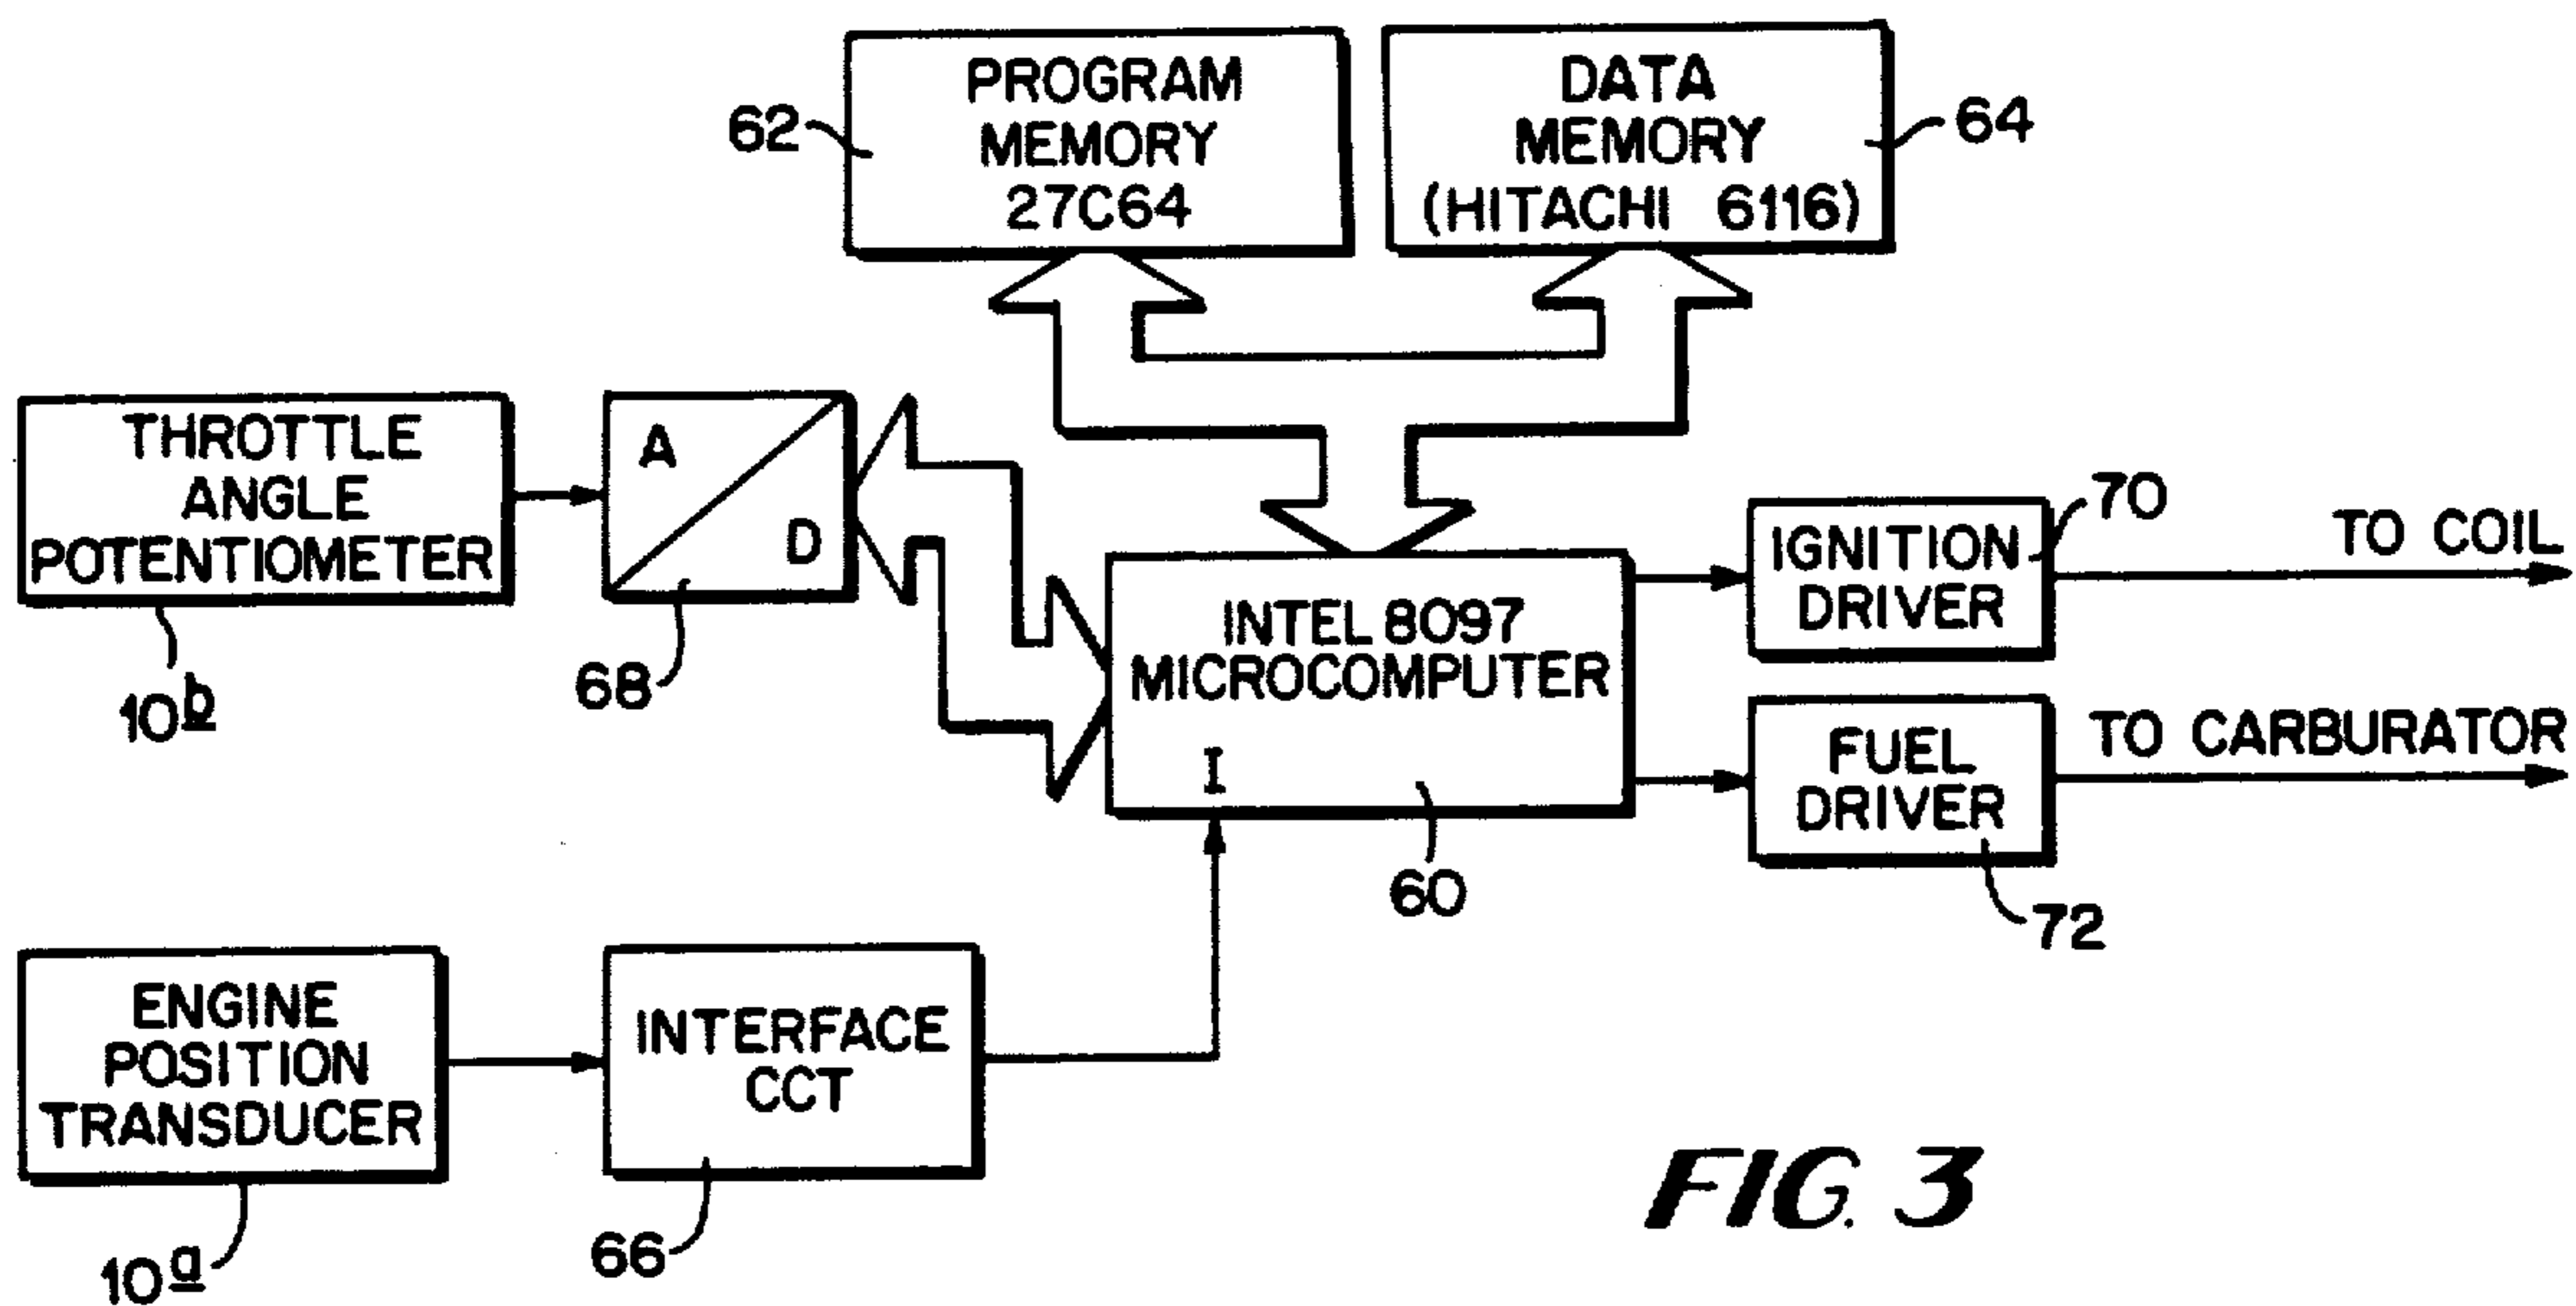 PROGRAM
MEMORY
27C64
62
DATA
MEMORY
(HITACHI 6116)
64
THROTTLE
ANGLE
POTENTIOMETER
10b
A
D
68
INTEL 8097
MICROCOMPUTER
I
60
IGNITION
DRIVER
70
TO COIL
FUEL
DRIVER
72
TO CARBURATOR
ENGINE
POSITION
TRANSDUCER
10a
INTERFACE
CCT
66
FIG. 3